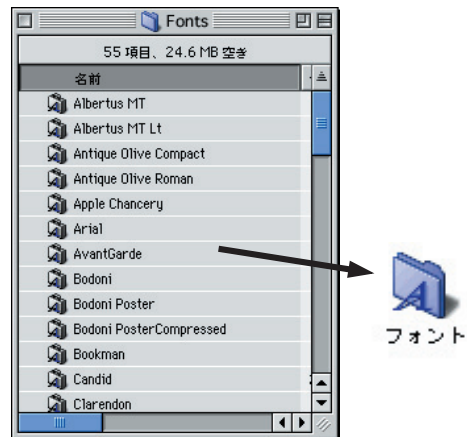 Fonts
55 項目、24.6 MB 空き
名前
Albertus MT
Albertus MT Lt
Antique Olive Compact
Antique Olive Roman
Apple Chancery
Arial
AvantGarde
Bodoni
Bodoni Poster
Bodoni PosterCompressed
Bookman
Candid
Clarendon
フォント